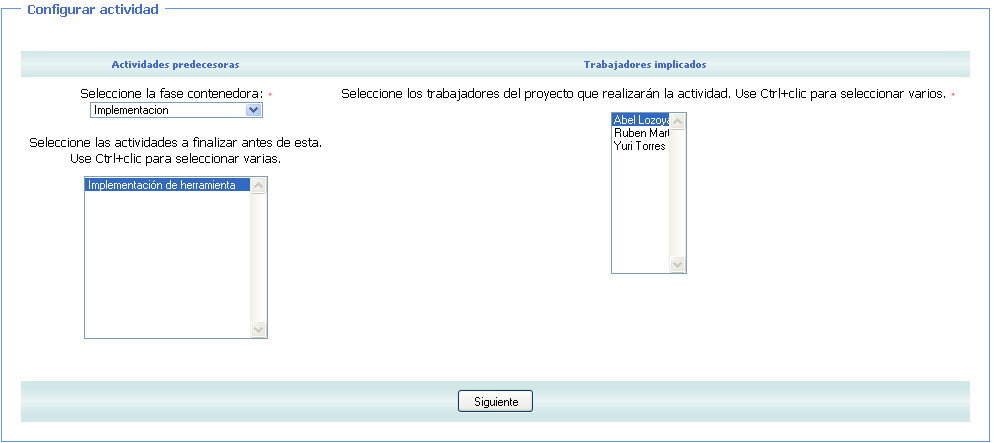 Configurar actividad
Actividades predecesoras
Trabajadores implicados
Seleccione la fase contenedora: *
Implementacion
Seleccione las actividades a finalizar antes de esta.
Use Ctrl+clic para seleccionar varias.
Implementación de herramienta
Seleccione los trabajadores del proyecto que realizarán la actividad. Use Ctrl+clic para seleccionar varios. *
Abel Lozoya
Ruben Mart
Yuri Torres
Siguiente